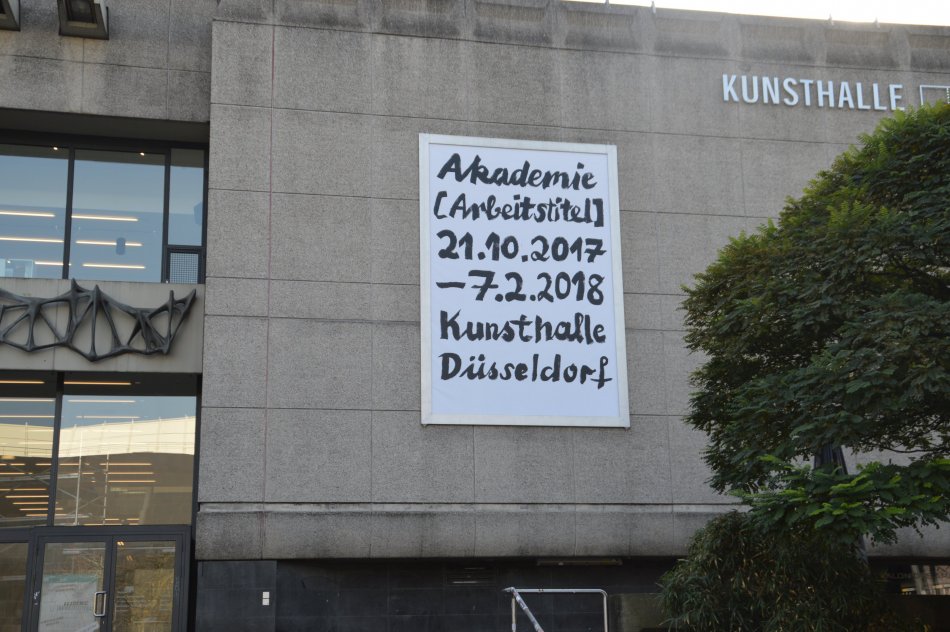 KUNSTHALLE
Akademie
[Arbeitstitel]
21.10.2017
—7.2.2018
Kunsthalle
Düsseldorf